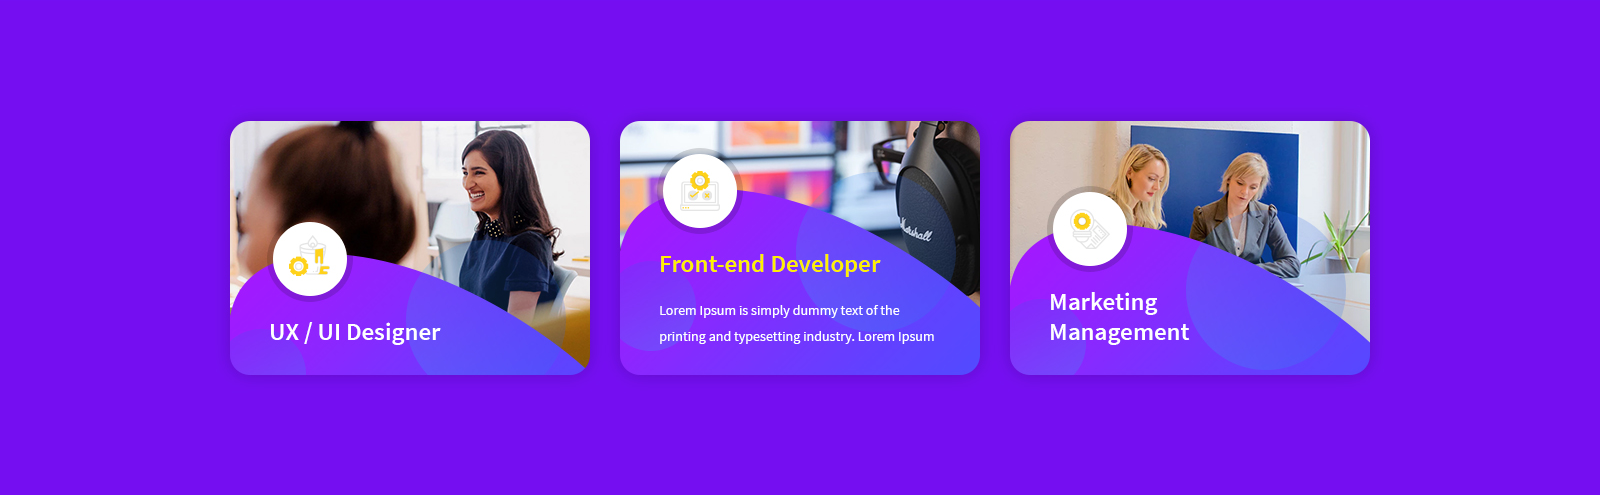 UX / UI Designer
Front-end Developer
Lorem Ipsum is simply dummy text of the
printing and typesetting industry. Lorem Ipsum
Marketing
Management
Marshall